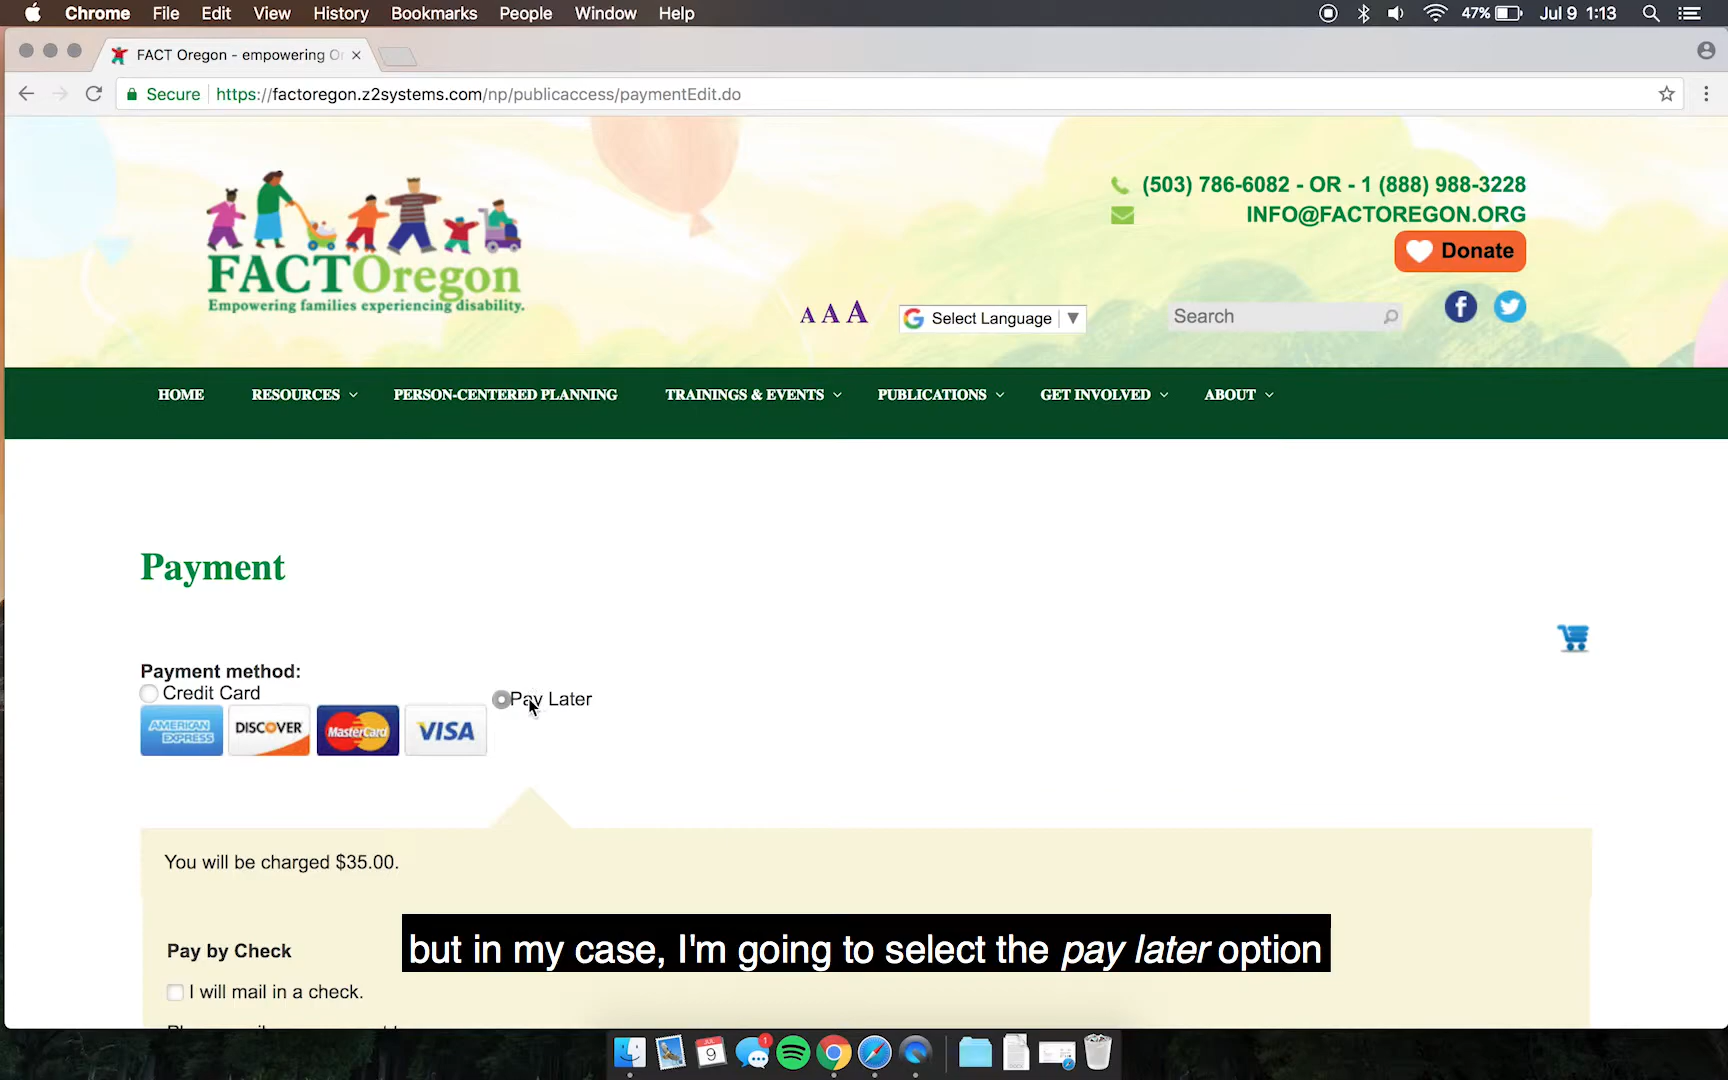 Chrome File Edit View History Bookmarks People Window Help 47% Jul 9 1:13
FACT Oregon - empowering Or
Secure https://factoregon.z2systems.com/np/publicaccess/paymentEdit.do
FACTOregon
Empowering families experiencing disability.
(503) 786-6082 - OR - 1 (888) 988-3228
INFO@FACTOREGON.ORG
Donate
A A A
Select Language
Search
HOME RESOURCES PERSON-CENTERED PLANNING TRAININGS & EVENTS PUBLICATIONS GET INVOLVED ABOUT
Payment
Payment method:
Credit Card
Pay Later
AMERICAN EXPRESS DISCOVER MasterCard VISA
You will be charged $35.00.
Pay by Check
I will mail in a check.
but in my case, I'm going to select the pay later option
JUL
9
1